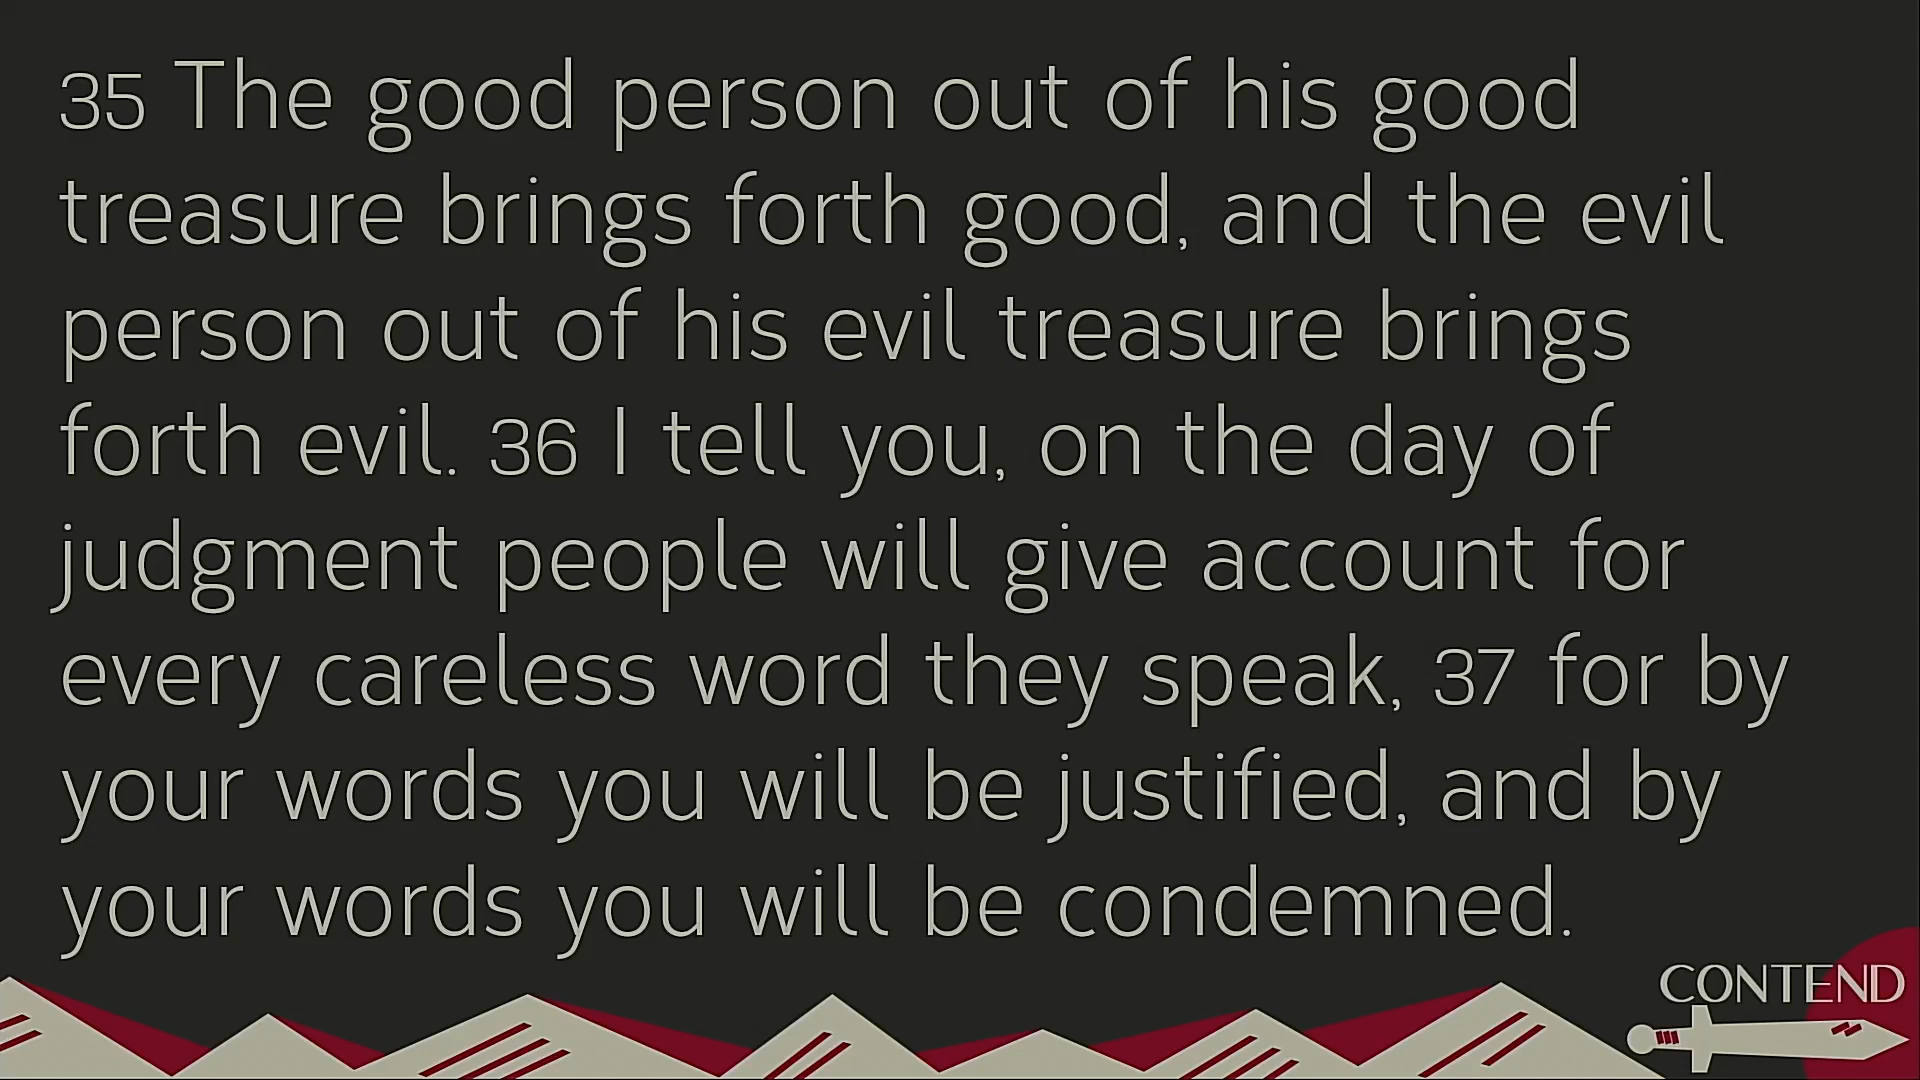 35 The good person out of his good
treasure brings forth good, and the evil
person out of his evil treasure brings
forth evil. 36 I tell you, on the day of
judgment people will give account for
every careless word they speak, 37 for by
your words you will be justified, and by
your words you will be condemned.
CONTEND